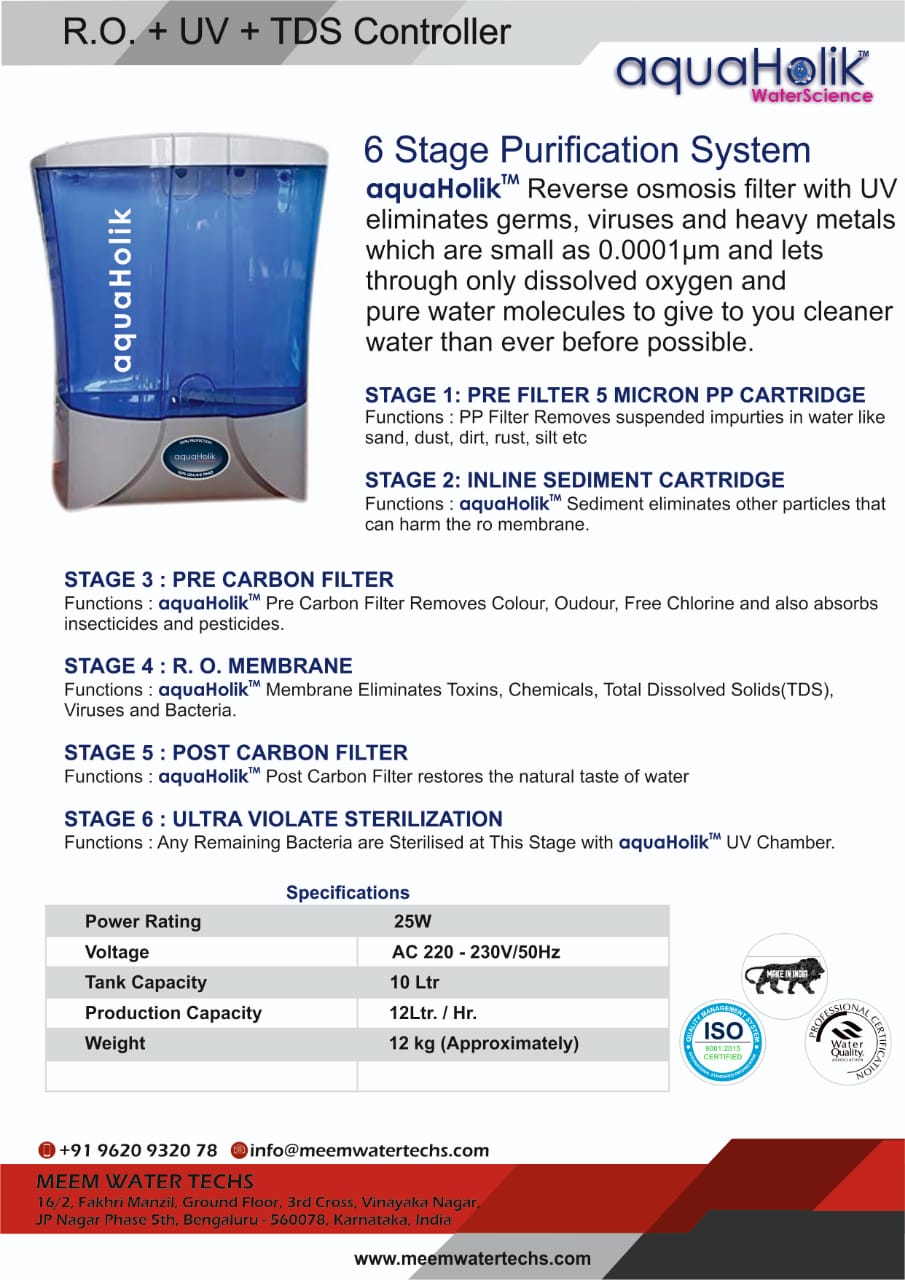 R.O. + UV + TDS Controller
aquaHolik™
WaterScience
aquaHolik
aquaHolik
6 Stage Purification System
aquaHolik™ Reverse osmosis filter with UV
eliminates germs, viruses and heavy metals
which are small as 0.0001µm and lets
through only dissolved oxygen and
pure water molecules to give to you cleaner
water than ever before possible.
STAGE 1: PRE FILTER 5 MICRON PP CARTRIDGE
Functions : PP Filter Removes suspended impurties in water like
sand, dust, dirt, rust, silt etc
STAGE 2: INLINE SEDIMENT CARTRIDGE
Functions : aquaHolik™ Sediment eliminates other particles that
can harm the ro membrane.
STAGE 3 : PRE CARBON FILTER
Functions : aquaHolik™ Pre Carbon Filter Removes Colour, Oudour, Free Chlorine and also absorbs
insecticides and pesticides.
STAGE 4 : R. O. MEMBRANE
Functions : aquaHolik™ Membrane Eliminates Toxins, Chemicals, Total Dissolved Solids(TDS),
Viruses and Bacteria.
STAGE 5 : POST CARBON FILTER
Functions : aquaHolik™ Post Carbon Filter restores the natural taste of water
STAGE 6 : ULTRA VIOLATE STERILIZATION
Functions : Any Remaining Bacteria are Sterilised at This Stage with aquaHolik™ UV Chamber.
Specifications
Power Rating 25W
Voltage AC 220 - 230V/50Hz
Tank Capacity 10 Ltr
Production Capacity 12Ltr. / Hr.
Weight 12 kg (Approximately)
MAKE IN INDIA
QUALITY MANAGEMENT SYSTEM
ISO
9001:2015
CERTIFIED
PROFESSIONAL CERTIFICATION
Water
Quality
ASSOCIATION
+91 9620 9320 78 info@meemwatertechs.com
MEEM WATER TECHS
16/2, Fakhri Manzil, Ground Floor, 3rd Cross, Vinayaka Nagar,
JP Nagar Phase 5th, Bengaluru - 560078, Karnataka, India
www.meemwatertechs.com